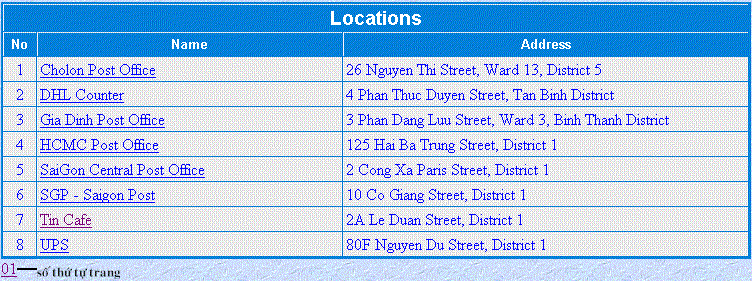 Locations
No Name Address
1 Cholon Post Office 26 Nguyen Thi Street, Ward 13, District 5
2 DHL Counter 4 Phan Thuc Duyen Street, Tan Binh District
3 Gia Dinh Post Office 3 Phan Dang Luu Street, Ward 3, Binh Thanh District
4 HCMC Post Office 125 Hai Ba Trung Street, District 1
5 SaiGon Central Post Office 2 Cong Xa Paris Street, District 1
6 SGP - Saigon Post 10 Co Giang Street, District 1
7 Tin Cafe 2A Le Duan Street, District 1
8 UPS 80F Nguyen Du Street, District 1
01 số thứ tự trang